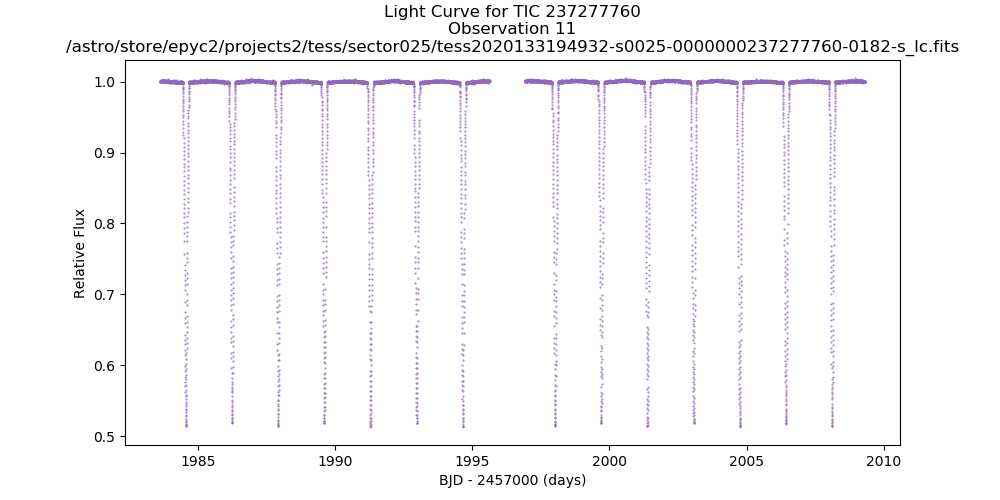 Light Curve for TIC 237277760
Observation 11
/astro/store/epyc2/projects2/tess/sector025/tess2020133194932-s0025-0000000237277760-0182-s_lc.fits
1.0
0.9
0.8
0.7
0.6
0.5
Relative Flux
1985 1990 1995 2000 2005 2010
BJD - 2457000 (days)